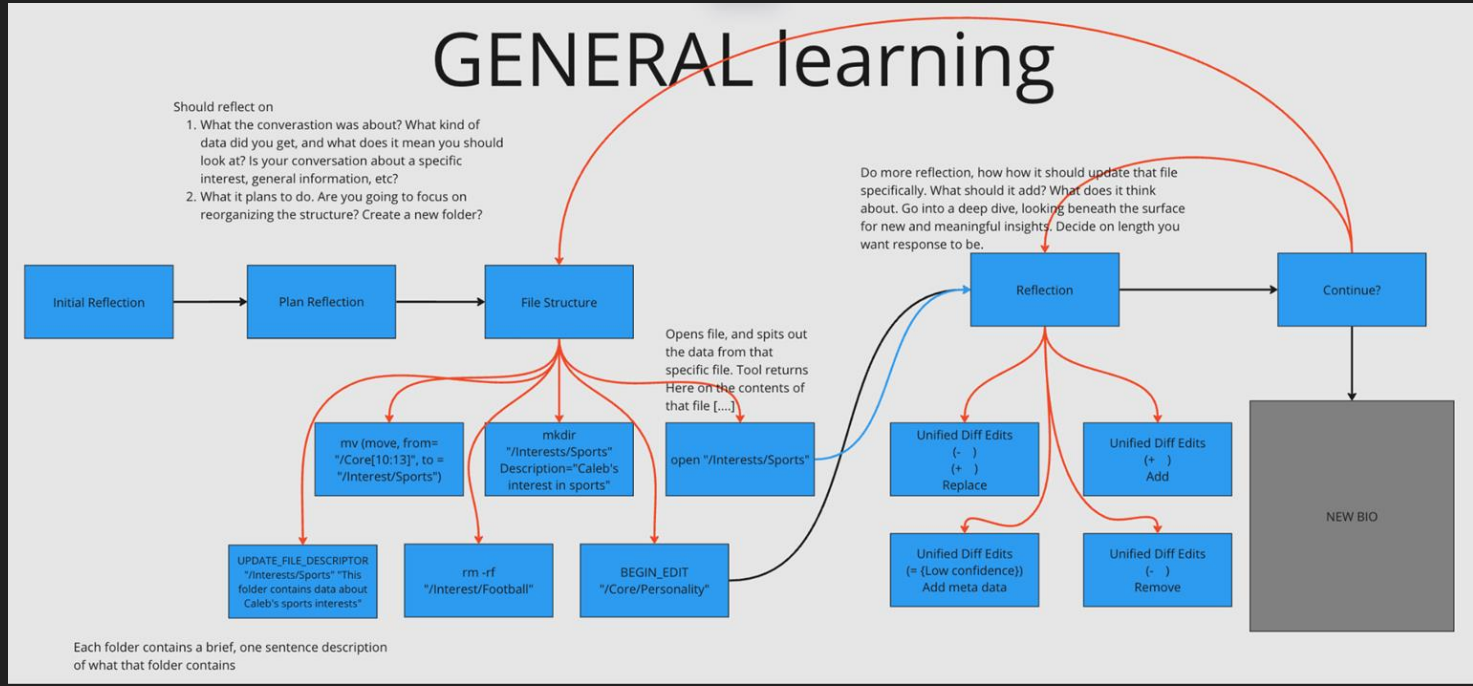 GENERAL learning
Should reflect on
1. What the converastion was about? What kind of
data did you get, and what does it mean you should
look at? Is your conversation about a specific
interest, general information, etc?
2. What it plans to do. Are you going to focus on
reorganizing the structure? Create a new folder?
Do more reflection, how how it should update that file
specifically. What should it add? What does it think
about. Go into a deep dive, looking beneath the surface
for new and meaningful insights. Decide on length you
want response to be.
Initial Reflection
Plan Reflection
File Structure
Reflection
Continue?
Opens file, and spits out
the data from that
specific file. Tool returns
Here on the contents of
that file [....]
mv (move, from=
"/Core[10:13]", to =
"/Interest/Sports")
mkdir
"/Interests/Sports"
Description="Caleb's
interest in sports"
open "/Interests/Sports"
Unified Diff Edits
(-   )
(+   )
Replace
Unified Diff Edits
(+   )
Add
UPDATE_FILE_DESCRIPTOR
"/Interests/Sports" "This
folder contains data about
Caleb's sports interests"
rm -rf
"/Interest/Football"
BEGIN_EDIT
"/Core/Personality"
Unified Diff Edits
(= {Low confidence})
Add meta data
Unified Diff Edits
(-   )
Remove
NEW BIO
Each folder contains a brief, one sentence description
of what that folder contains